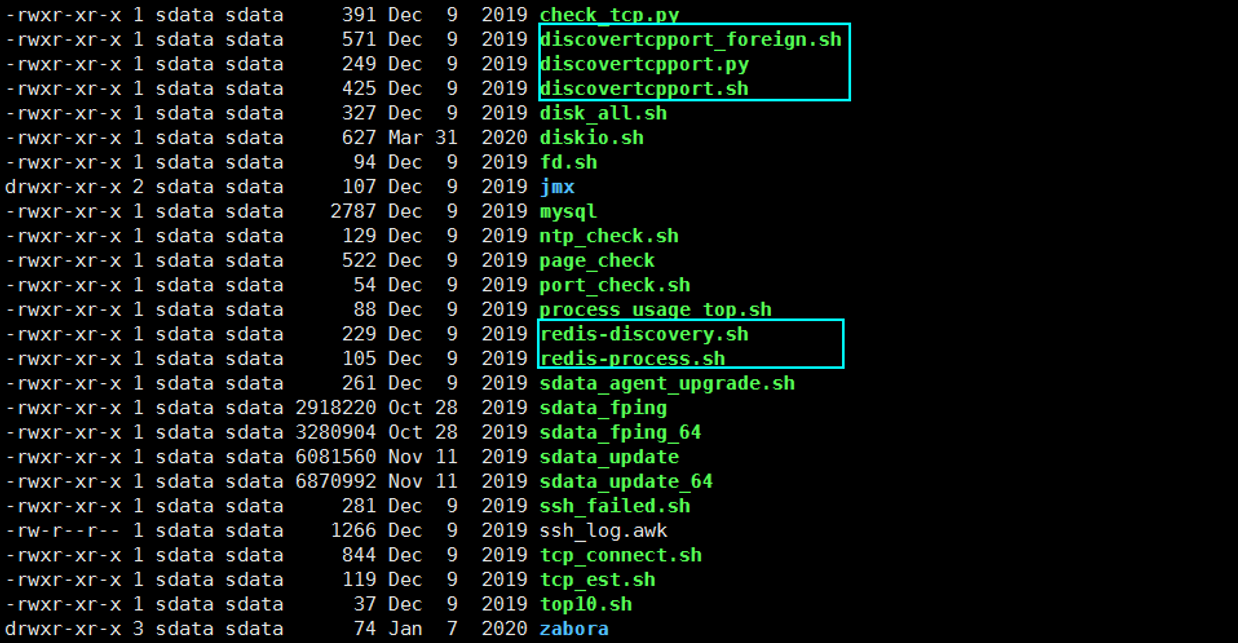 -rwxr-xr-x 1 sdata sdata     391 Dec  9  2019 check_tcp.py
-rwxr-xr-x 1 sdata sdata     571 Dec  9  2019 discovertcpport_foreign.sh
-rwxr-xr-x 1 sdata sdata     249 Dec  9  2019 discovertcpport.py
-rwxr-xr-x 1 sdata sdata     425 Dec  9  2019 discovertcpport.sh
-rwxr-xr-x 1 sdata sdata     327 Dec  9  2019 disk_all.sh
-rwxr-xr-x 1 sdata sdata     627 Mar 31  2020 diskio.sh
-rwxr-xr-x 1 sdata sdata      94 Dec  9  2019 fd.sh
drwxr-xr-x 2 sdata sdata     107 Dec  9  2019 jmx
-rwxr-xr-x 1 sdata sdata    2787 Dec  9  2019 mysql
-rwxr-xr-x 1 sdata sdata     129 Dec  9  2019 ntp_check.sh
-rwxr-xr-x 1 sdata sdata     522 Dec  9  2019 page_check
-rwxr-xr-x 1 sdata sdata      54 Dec  9  2019 port_check.sh
-rwxr-xr-x 1 sdata sdata      88 Dec  9  2019 process_usage_top.sh
-rwxr-xr-x 1 sdata sdata     229 Dec  9  2019 redis-discovery.sh
-rwxr-xr-x 1 sdata sdata     105 Dec  9  2019 redis-process.sh
-rwxr-xr-x 1 sdata sdata     261 Dec  9  2019 sdata_agent_upgrade.sh
-rwxr-xr-x 1 sdata sdata 2918220 Oct 28  2019 sdata_fping
-rwxr-xr-x 1 sdata sdata 3280904 Oct 28  2019 sdata_fping_64
-rwxr-xr-x 1 sdata sdata 6081560 Nov 11  2019 sdata_update
-rwxr-xr-x 1 sdata sdata 6870992 Nov 11  2019 sdata_update_64
-rwxr-xr-x 1 sdata sdata     281 Dec  9  2019 ssh_failed.sh
-rw-r--r-- 1 sdata sdata    1266 Dec  9  2019 ssh_log.awk
-rwxr-xr-x 1 sdata sdata     844 Dec  9  2019 tcp_connect.sh
-rwxr-xr-x 1 sdata sdata     119 Dec  9  2019 tcp_est.sh
-rwxr-xr-x 1 sdata sdata      37 Dec  9  2019 top10.sh
drwxr-xr-x 3 sdata sdata      74 Jan  7  2020 zabora